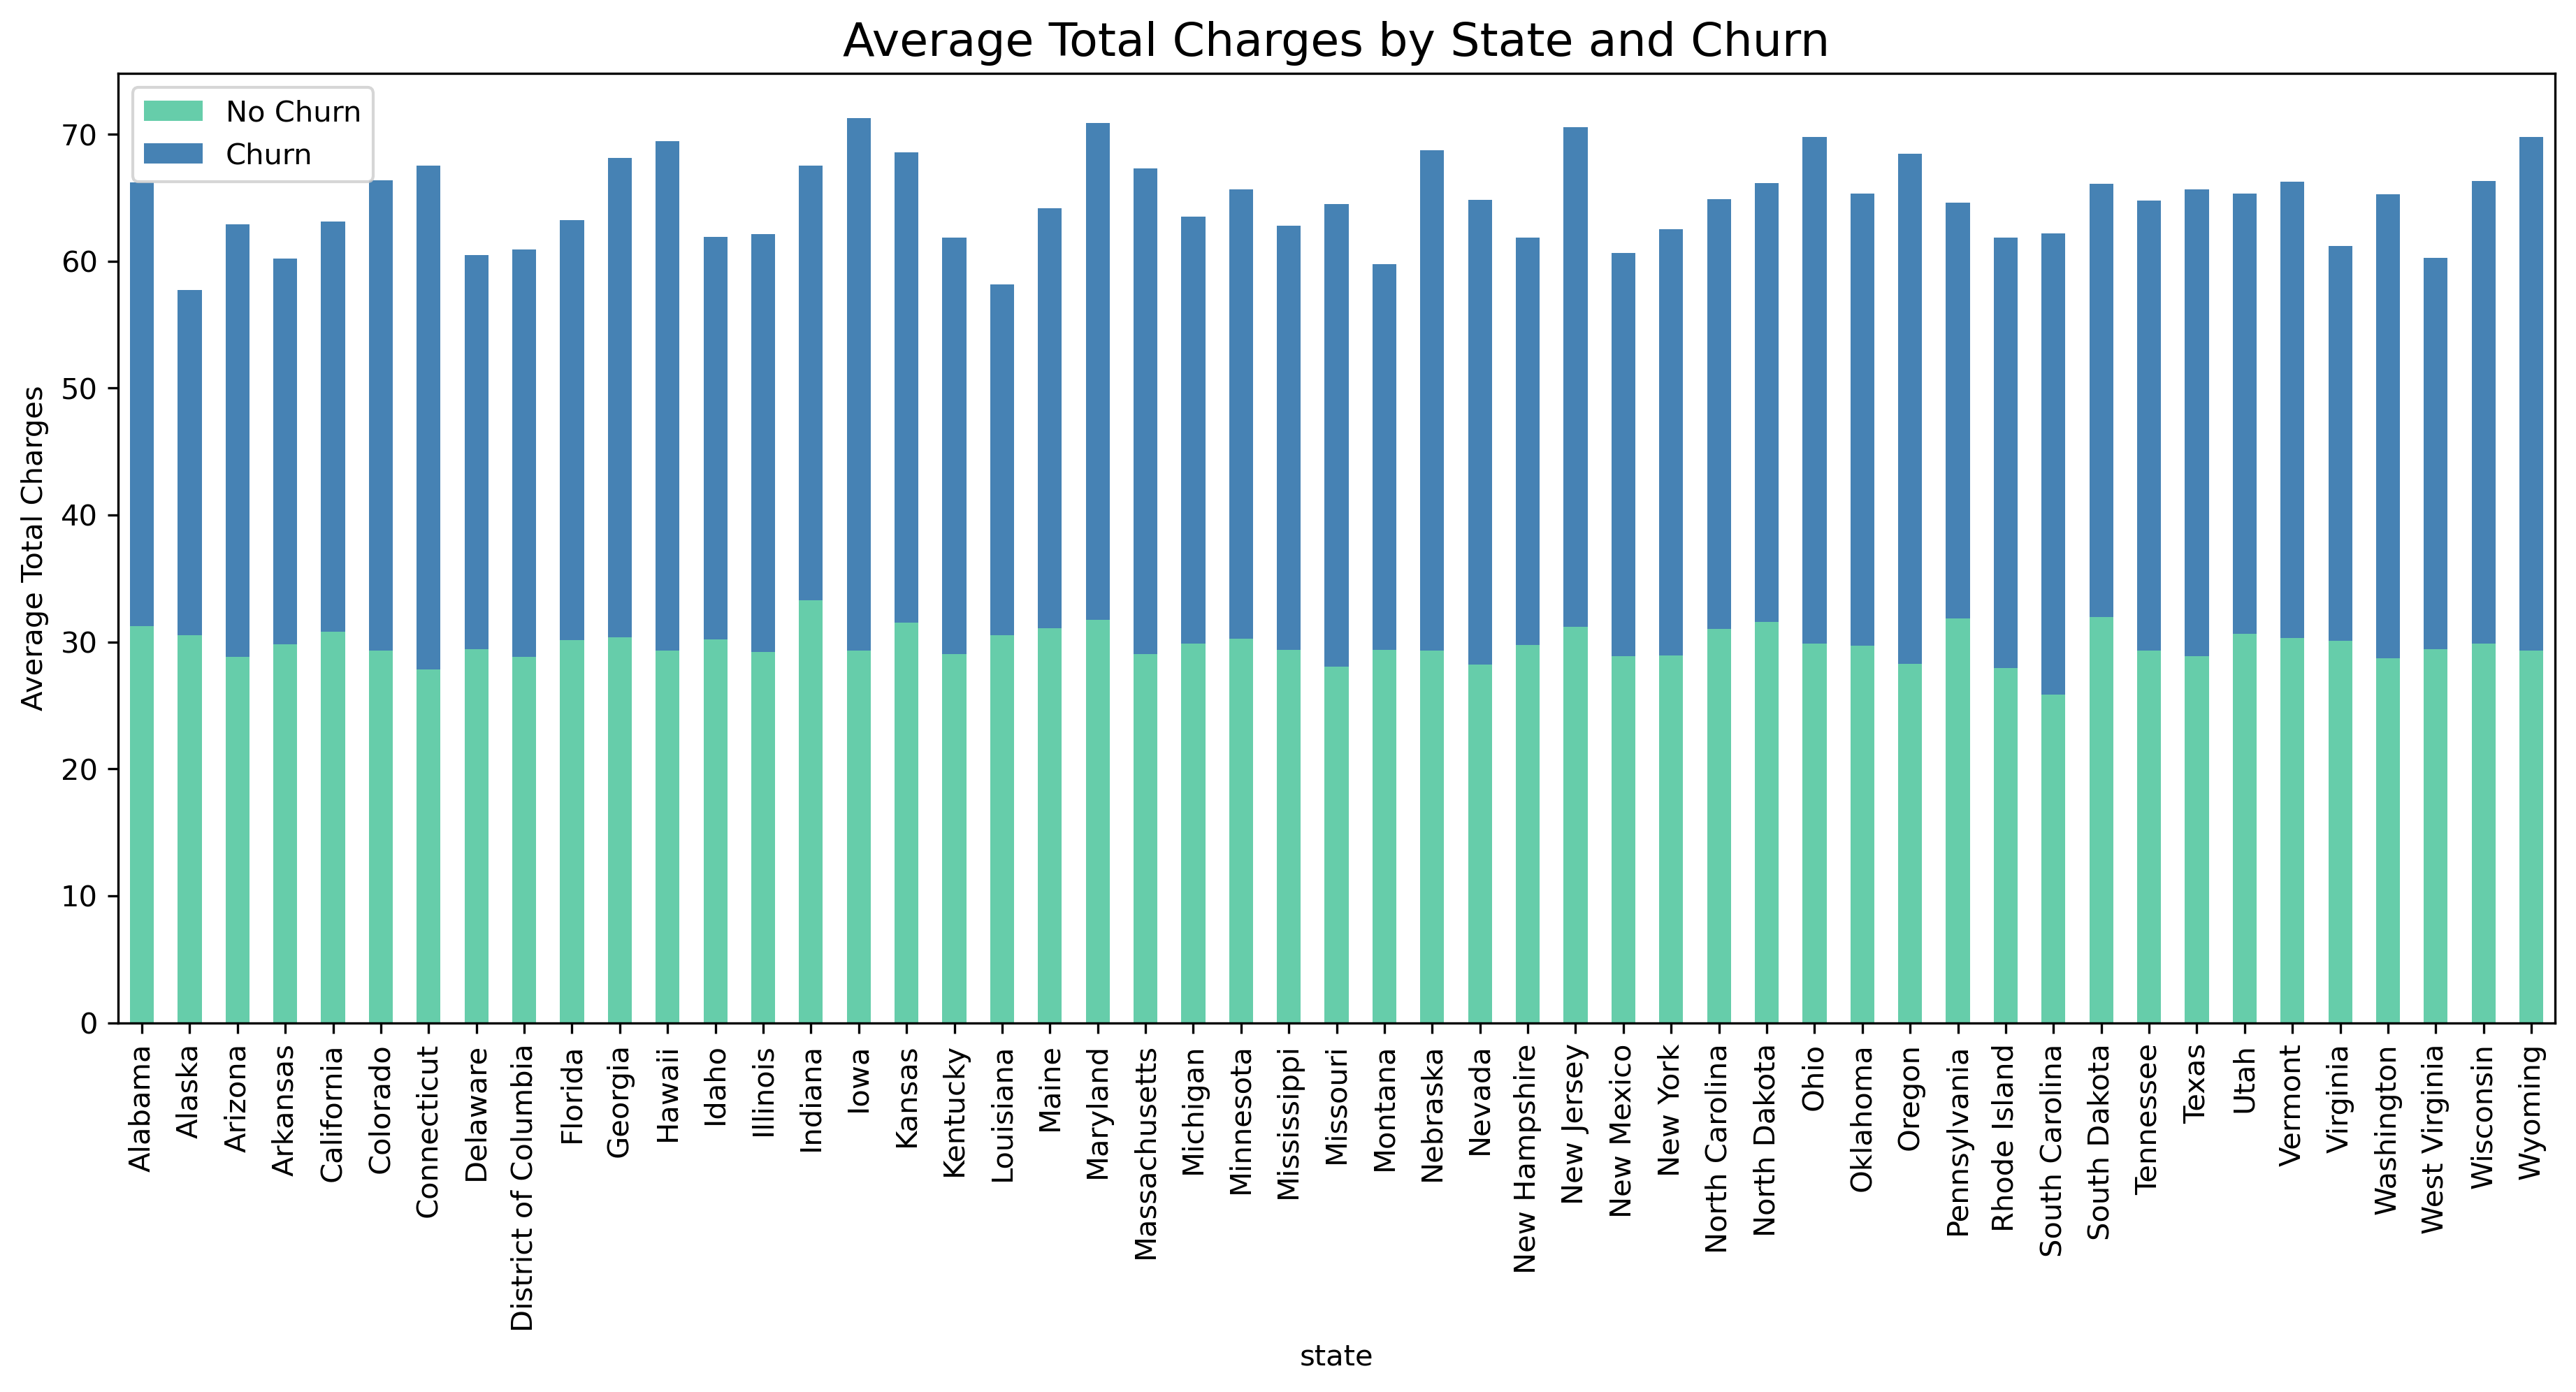 Average Total Charges by State and Churn
No Churn
Churn
Average Total Charges
70
60
50
40
30
20
10
0
Alabama
Alaska
Arizona
Arkansas
California
Colorado
Connecticut
Delaware
District of Columbia
Florida
Georgia
Hawaii
Idaho
Illinois
Indiana
Iowa
Kansas
Kentucky
Louisiana
Maine
Maryland
Massachusetts
Michigan
Minnesota
Mississippi
Missouri
Montana
Nebraska
Nevada
New Hampshire
New Jersey
New Mexico
New York
North Carolina
North Dakota
Ohio
Oklahoma
Oregon
Pennsylvania
Rhode Island
South Carolina
South Dakota
Tennessee
Texas
Utah
Vermont
Virginia
Washington
West Virginia
Wisconsin
Wyoming
state